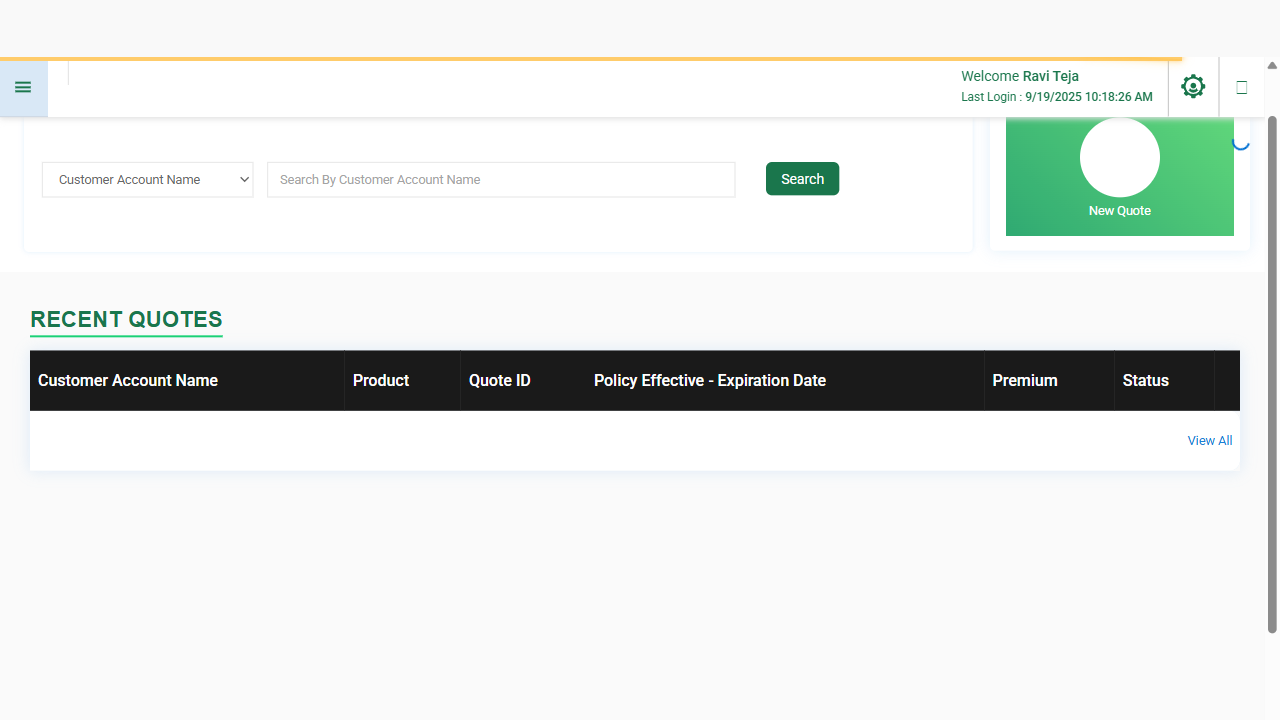 Welcome Ravi Teja
Last Login : 9/19/2025 10:18:26 AM
Customer Account Name
Search By Customer Account Name
Search
New Quote
RECENT QUOTES
Customer Account Name Product Quote ID Policy Effective - Expiration Date Premium Status
View All